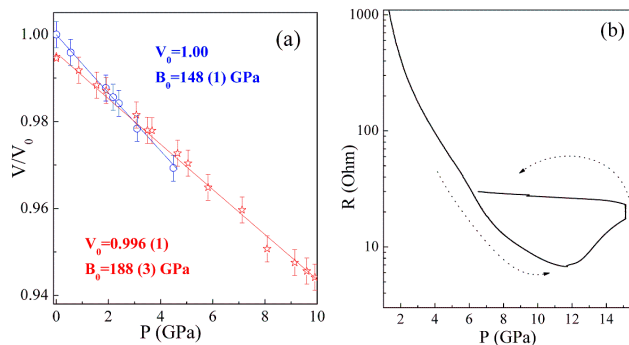 (a)
V₀=1.00
B₀=148 (1) GPa
V₀=0.996 (1)
B₀=188 (3) GPa
V/V₀
1.00
0.98
0.96
0.94
0 2 4 6 8 10
P (GPa)
(b)
R (Ohm)
1000
100
10
2 4 6 8 10 12 14
P (GPa)